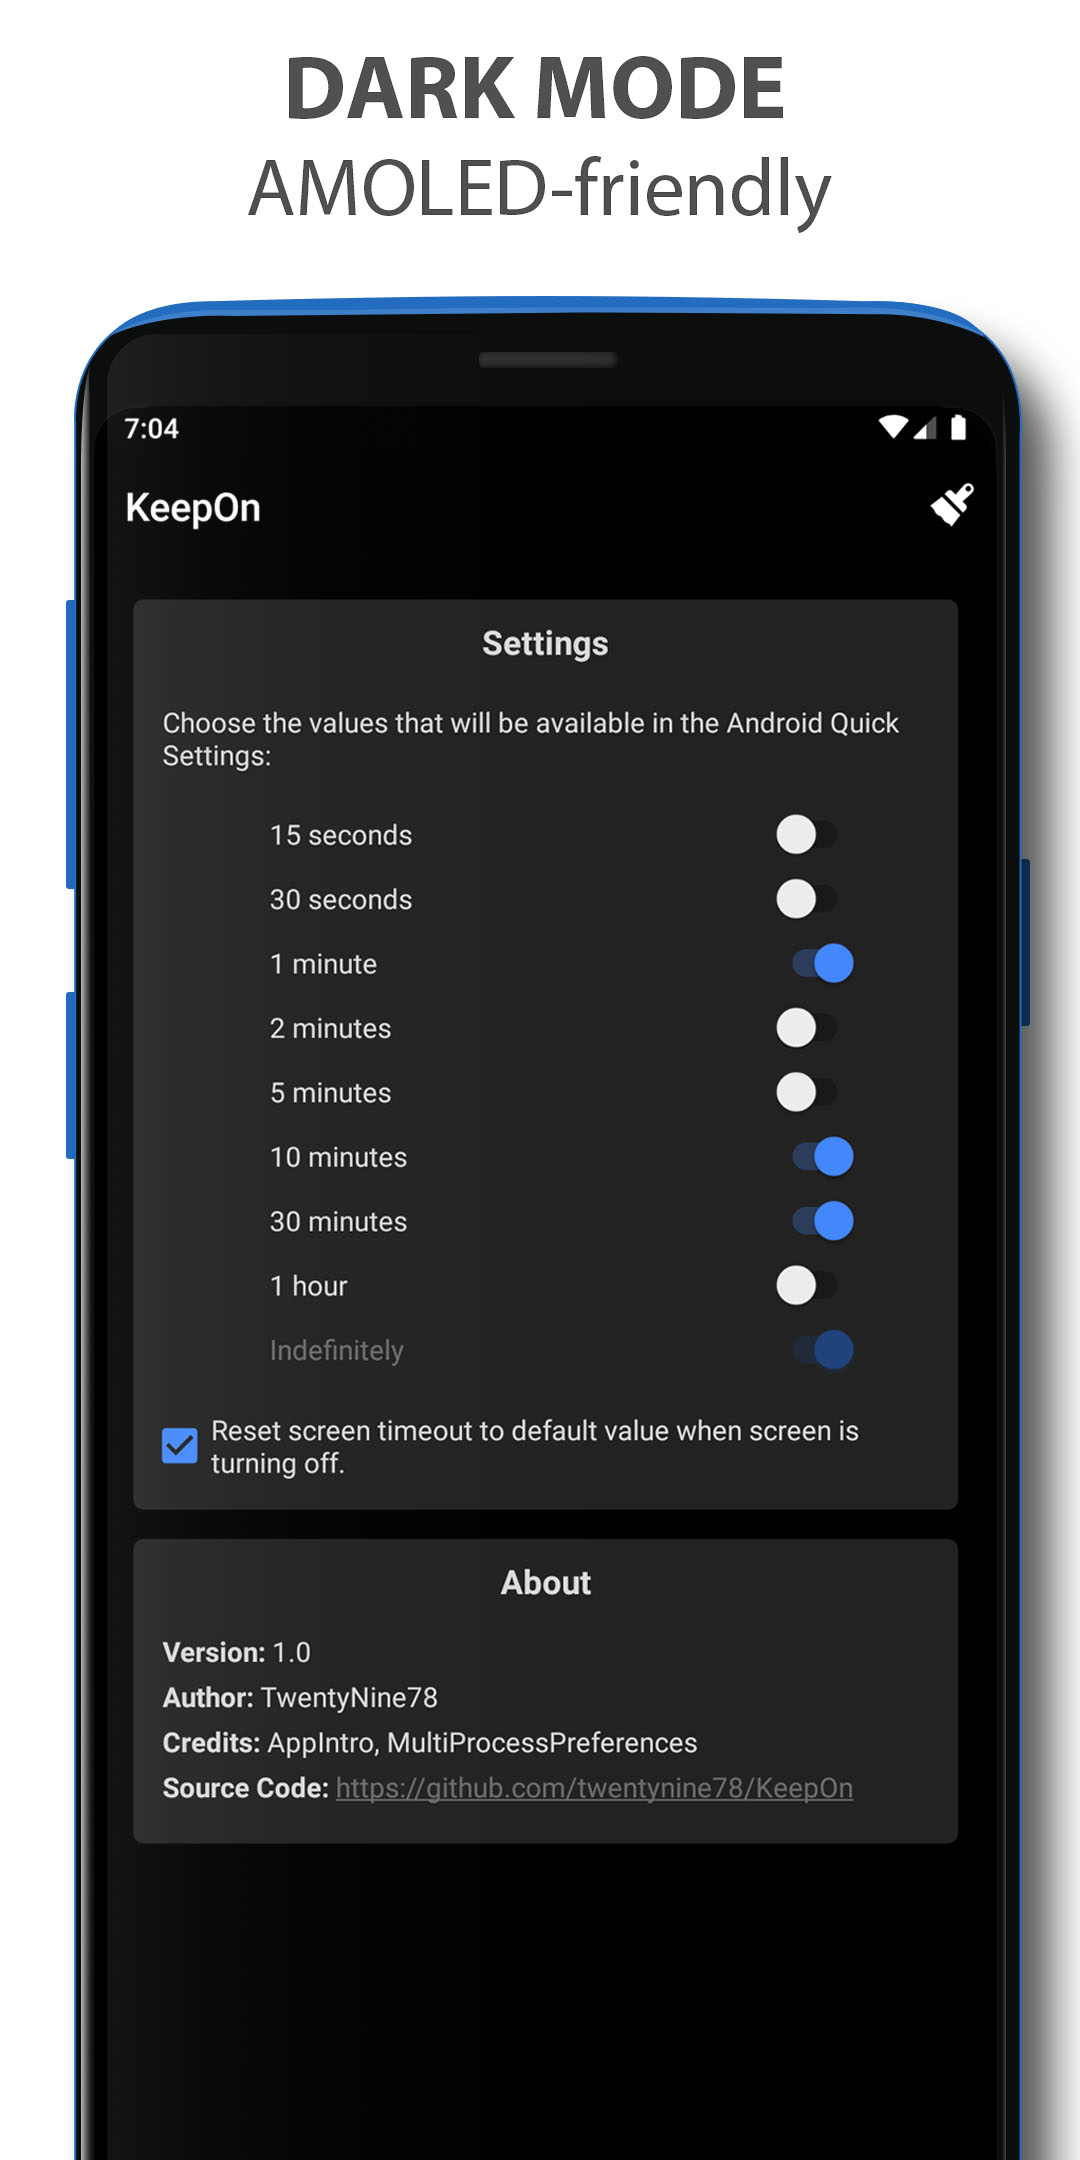 DARK MODE
AMOLED-friendly
7:04
KeepOn
Settings
Choose the values that will be available in the Android Quick
Settings:
15 seconds
30 seconds
1 minute
2 minutes
5 minutes
10 minutes
30 minutes
1 hour
Indefinitely
Reset screen timeout to default value when screen is
turning off.
About
Version: 1.0
Author: TwentyNine78
Credits: AppIntro, MultiProcessPreferences
Source Code: https://github.com/twentynine78/KeepOn